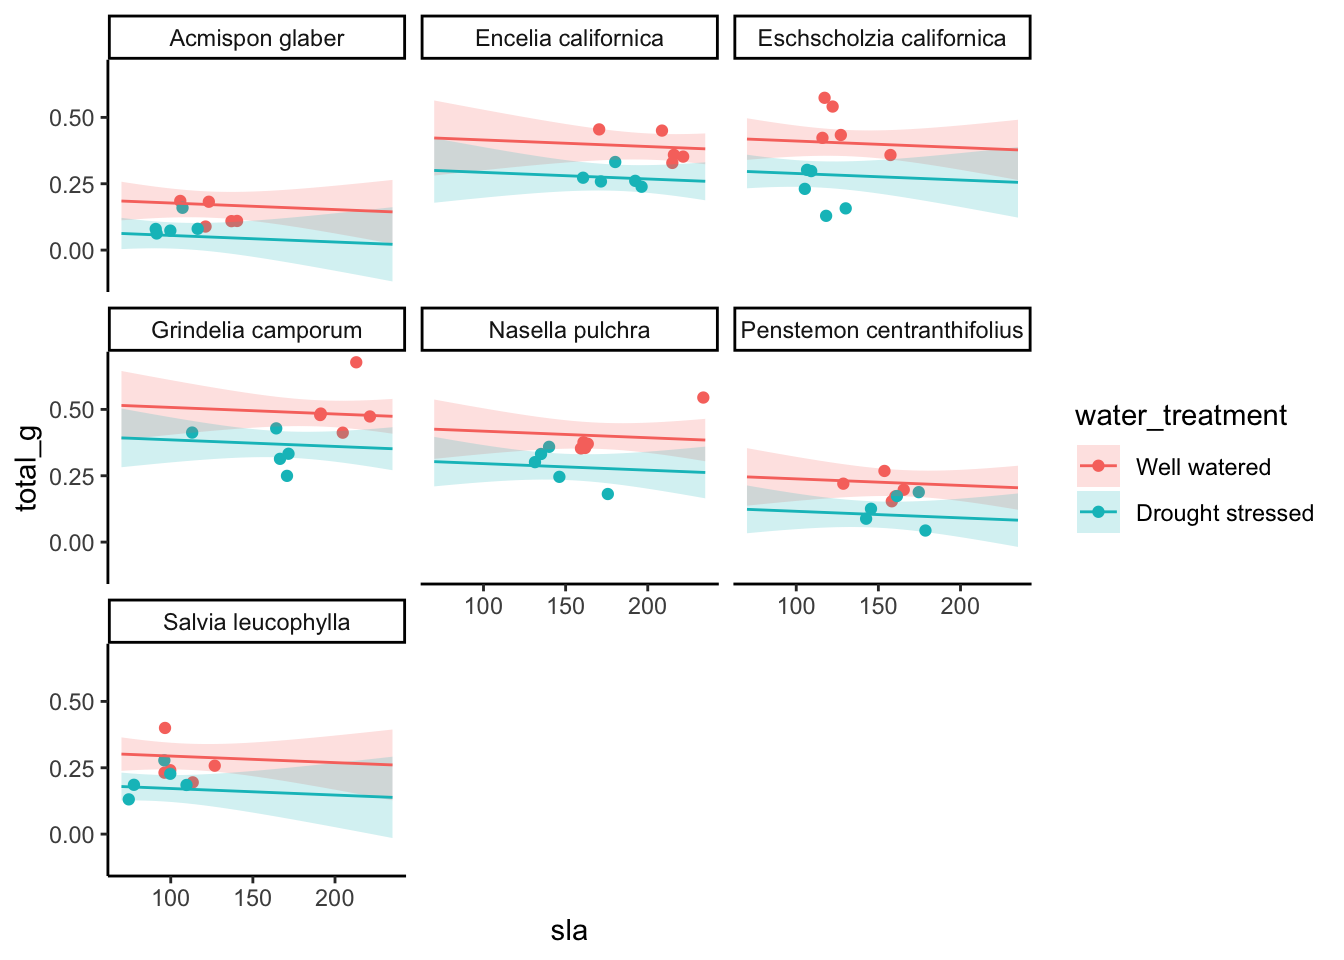 Acmispon glaber
Encelia californica
Eschscholzia californica
0.50
0.25
0.00
Grindelia camporum
Nasella pulchra
Penstemon centranthifolius
0.50
0.25
0.00
100 150 200
100 150 200
Salvia leucophylla
0.50
0.25
0.00
100 150 200
total_g
sla
water_treatment
Well watered
Drought stressed